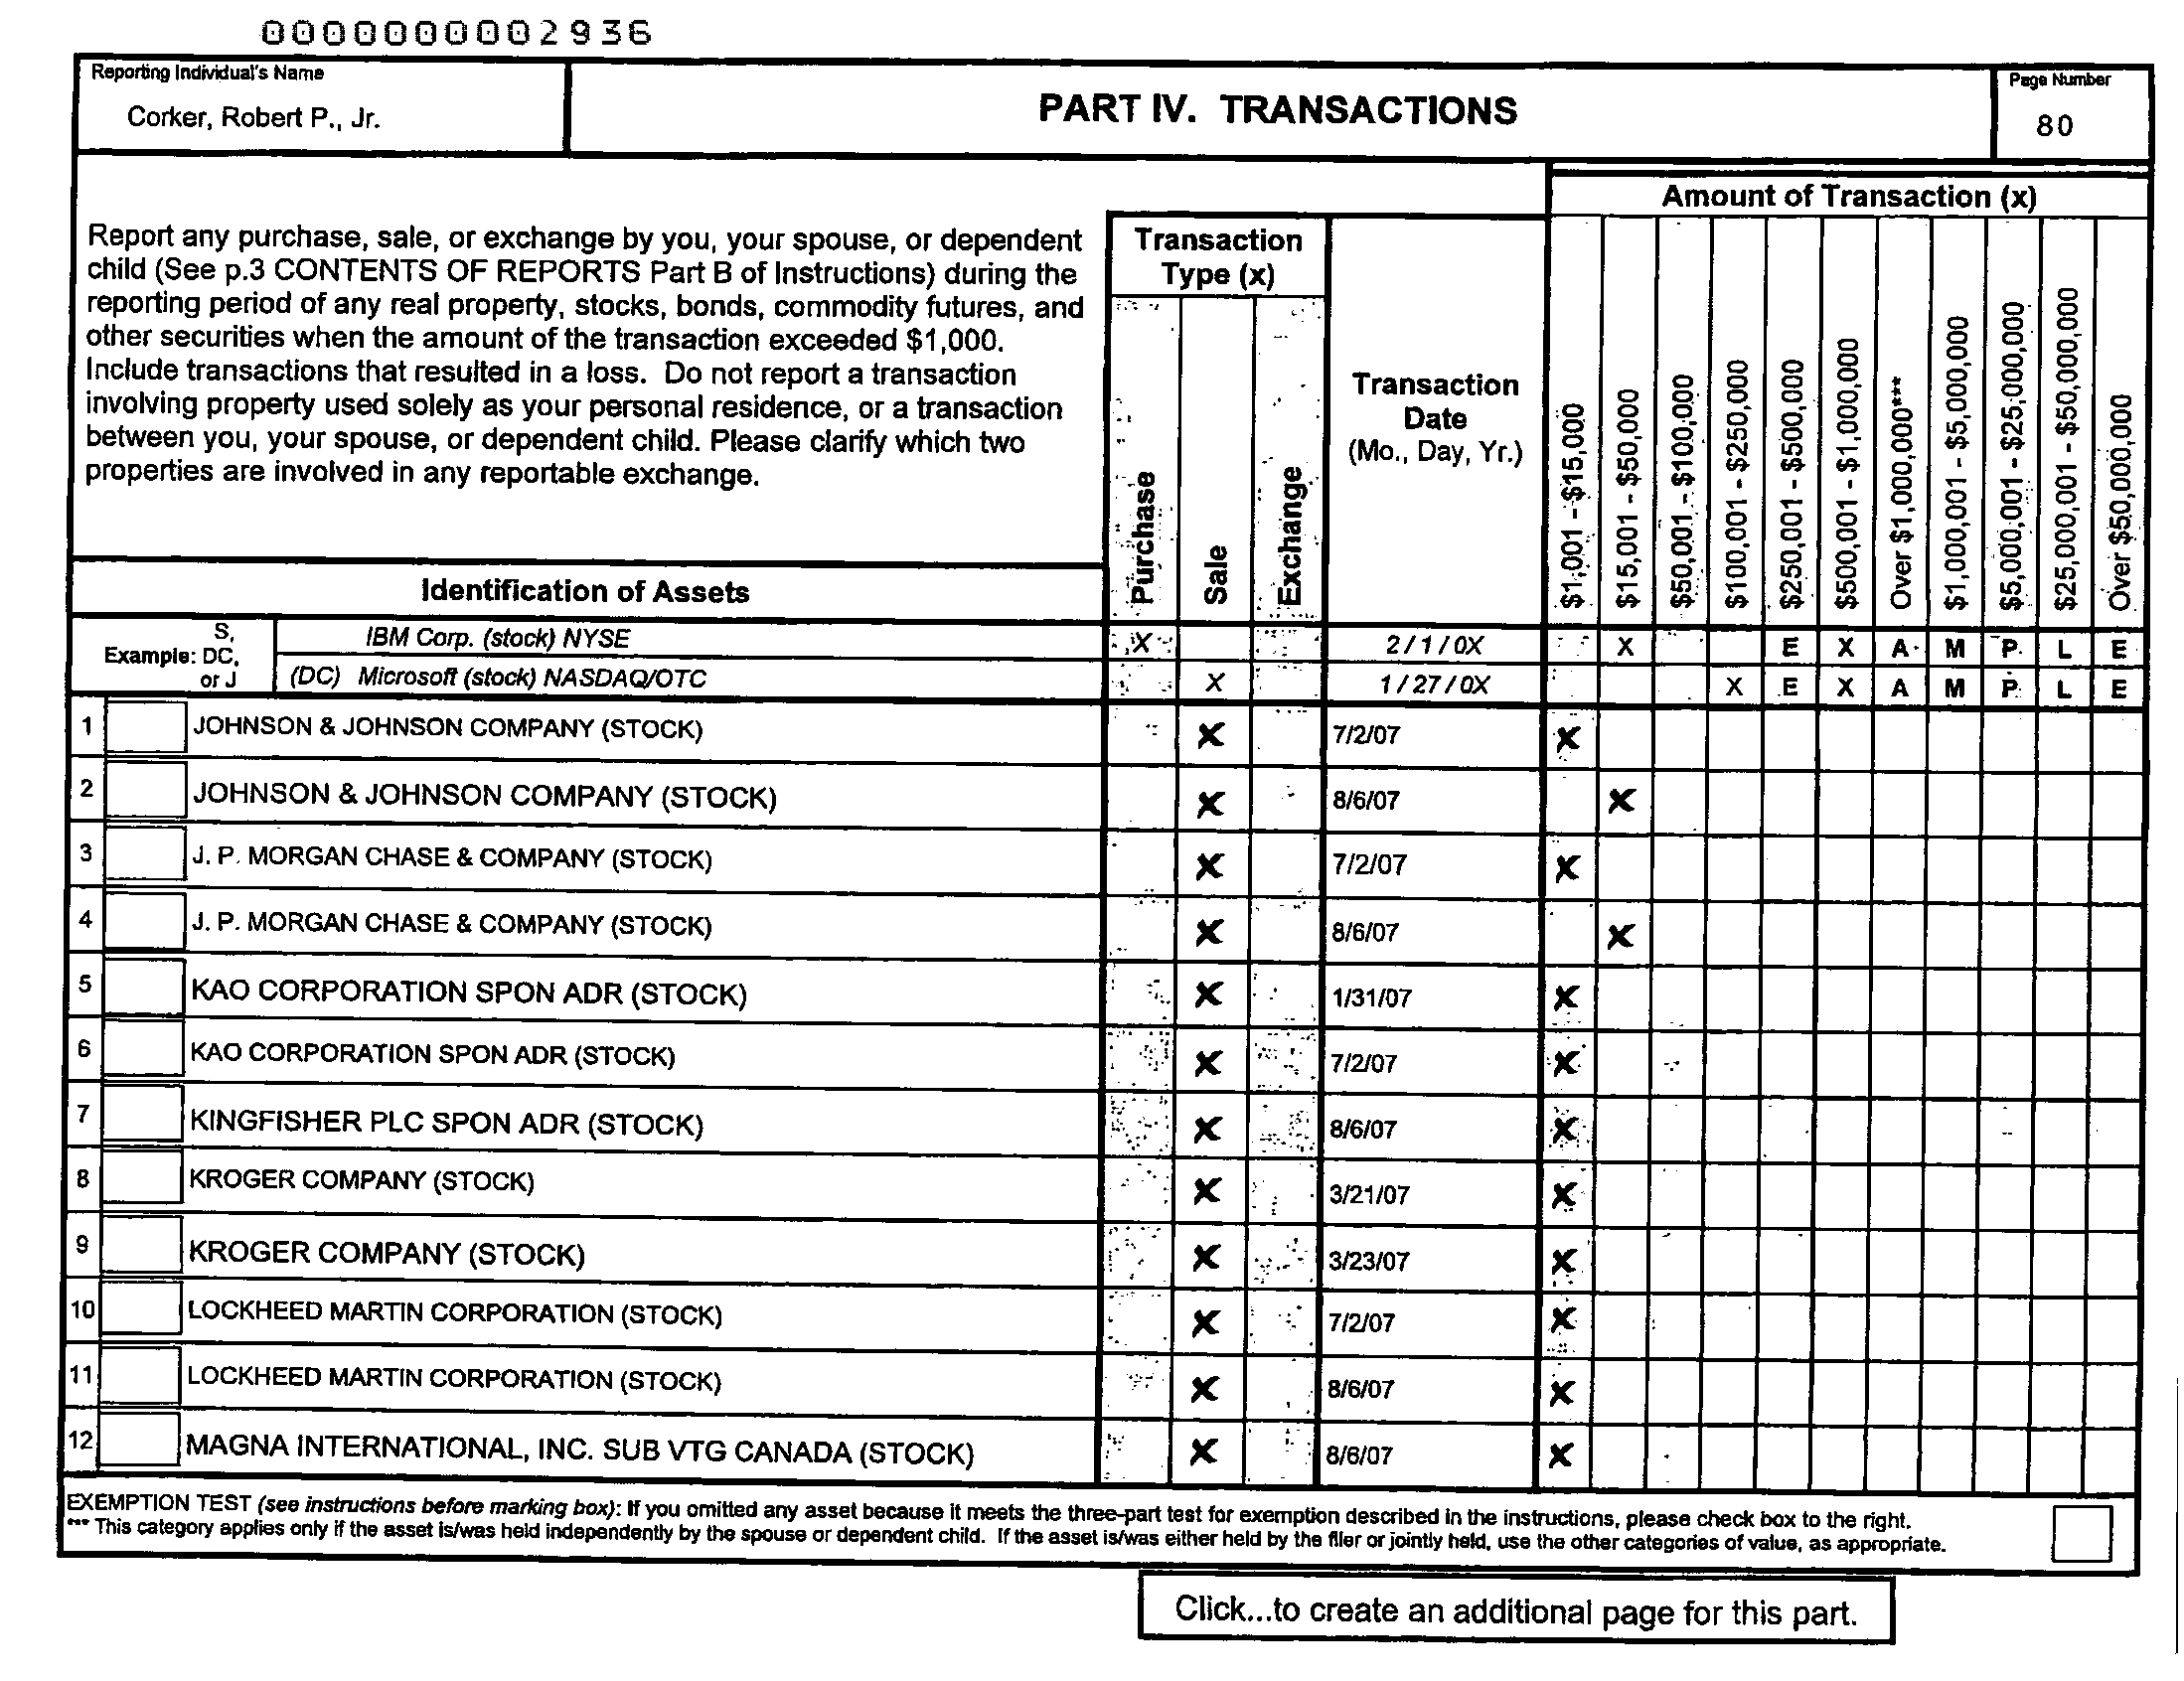 0000000002936
Reporting Individual's Name
Corker, Robert P., Jr.
PART IV. TRANSACTIONS
Page Number
80
Report any purchase, sale, or exchange by you, your spouse, or dependent
child (See p.3 CONTENTS OF REPORTS Part B of Instructions) during the
reporting period of any real property, stocks, bonds, commodity futures, and
other securities when the amount of the transaction exceeded $1,000.
Include transactions that resulted in a loss. Do not report a transaction
involving property used solely as your personal residence, or a transaction
between you, your spouse, or dependent child. Please clarify which two
properties are involved in any reportable exchange.
Transaction
Type (x)
Purchase
Sale
Exchange
Transaction
Date
(Mo., Day, Yr.)
Amount of Transaction (x)
$1,001 - $15,000
$15,001 - $50,000
$50,001 - $100,000
$100,001 - $250,000
$250,001 - $500,000
$500,001 - $1,000,000
Over $1,000,000***
$1,000,001 - $5,000,000
$5,000,001 - $25,000,000
$25,000,001 - $50,000,000
Over $50,000,000
Identification of Assets
Example: S, DC, or J
IBM Corp. (stock) NYSE X 2 / 1 / 0X X E X A M P L E
(DC) Microsoft (stock) NASDAQ/OTC X 1 / 27 / 0X X E X A M P L E
1 JOHNSON & JOHNSON COMPANY (STOCK) X 7/2/07 X
2 JOHNSON & JOHNSON COMPANY (STOCK) X 8/6/07 X
3 J. P. MORGAN CHASE & COMPANY (STOCK) X 7/2/07 X
4 J. P. MORGAN CHASE & COMPANY (STOCK) X 8/6/07 X
5 KAO CORPORATION SPON ADR (STOCK) X 1/31/07 X
6 KAO CORPORATION SPON ADR (STOCK) X 7/2/07 X
7 KINGFISHER PLC SPON ADR (STOCK) X 8/6/07 X
8 KROGER COMPANY (STOCK) X 3/21/07 X
9 KROGER COMPANY (STOCK) X 3/23/07 X
10 LOCKHEED MARTIN CORPORATION (STOCK) X 7/2/07 X
11 LOCKHEED MARTIN CORPORATION (STOCK) X 8/6/07 X
12 MAGNA INTERNATIONAL, INC. SUB VTG CANADA (STOCK) X 8/6/07 X
EXEMPTION TEST (see instructions before marking box): If you omitted any asset because it meets the three-part test for exemption described in the instructions, please check box to the right.
*** This category applies only if the asset is/was held independently by the spouse or dependent child. If the asset is/was either held by the filer or jointly held, use the other categories of value, as appropriate.
Click...to create an additional page for this part.